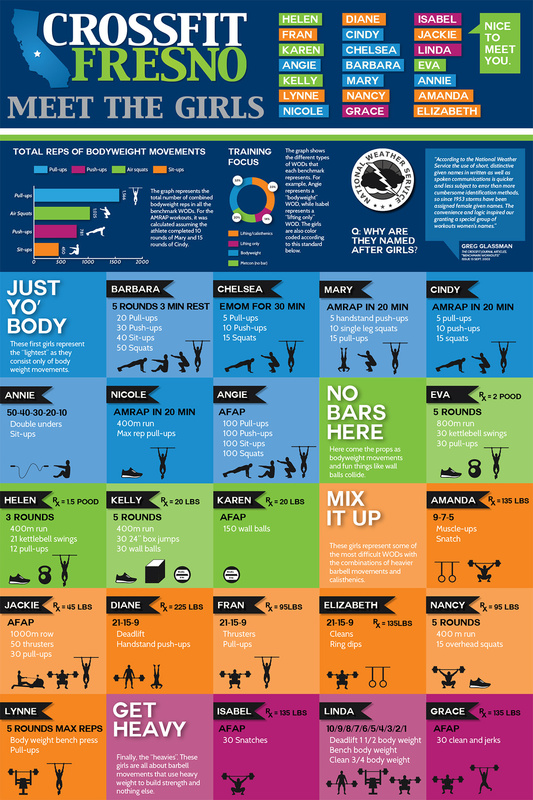 CROSSFIT
FRESNO
MEET THE GIRLS
HELEN
FRAN
KAREN
ANGIE
KELLY
LYNNE
NICOLE
DIANE
CINDY
CHELSEA
BARBARA
MARY
NANCY
GRACE
ISABEL
JACKIE
LINDA
EVA
ANNIE
AMANDA
ELIZABETH
NICE
TO
MEET
YOU.
TOTAL REPS OF BODYWEIGHT MOVEMENTS
Pull-ups
Push-ups
Air squats
Sit-ups
Pull-ups
Air Squats
Push-ups
Sit-ups
0
500
1000
1500
2000
The graph represents the
total number of combined
bodyweight reps in all the
benchmark WODs. For the
AMRAP workouts, it was
calculated assuming the
athlete completed 10
rounds of Mary and 15
rounds of Cindy.
TRAINING
FOCUS
Lifting/calisthenics
Lifting only
Bodyweight
Metcon (no bar)
The graph shows
the different types
of WODs that
each benchmark
represents. For
example, Angie
represents a
"bodyweight"
WOD, while Isabel
represents a
"lifting only"
WOD. The girls
are also color
coded according to
this standard
below.
NATIONAL WEATHER SERVICE
Q: WHY ARE
THEY NAMED
AFTER GIRLS?
"According to the National Weather
Service the use of short, distinctive
given names in written as well as
spoken communications is quicker
and less subject to error than more
cumbersome identification methods,
so since 1953 storms have been
assigned female given names. The
convenience and logic inspired our
granting a special group of
workouts women's names."
GREG GLASSMAN
THE CROSSFIT JOURNAL ARTICLES
"BENCHMARK WORKOUTS"
ISSUE 13 SEPT. 2003
JUST
YO'
BODY
These first girls represent
the "lightest" as they
consist only of body
weight movements.
BARBARA
5 ROUNDS 3 MIN REST
20 Pull-ups
30 Push-ups
40 Sit-ups
50 Squats
CHELSEA
EMOM FOR 30 MIN
5 Pull-ups
10 Push-ups
15 Squats
MARY
AMRAP IN 20 MIN
5 handstand push-ups
10 single leg squats
15 pull-ups
CINDY
AMRAP IN 20 MIN
5 pull-ups
10 push-ups
15 squats
ANNIE
50-40-30-20-10
Double unders
Sit-ups
NICOLE
AMRAP IN 20 MIN
400m run
Max rep pull-ups
ANGIE
AFAP
100 Pull-ups
100 Push-ups
100 Sit-ups
100 Squats
NO
BARS
HERE
Here come the props as
bodyweight movements
and fun things like wall
balls collide.
EVA
Rx = 2 POOD
5 ROUNDS
800m run
30 kettlebell swings
30 pull-ups
HELEN
Rx = 1.5 POOD
3 ROUNDS
400m run
21 kettlebell swings
12 pull-ups
KELLY
Rx = 20 LBS
5 ROUNDS
400m run
30 24" box jumps
30 wall balls
KAREN
Rx = 20 LBS
AFAP
150 wall balls
MIX
IT UP
These girls represent some of
the most difficult WODs with
the combinations of heavier
barbell movements and
calisthenics.
AMANDA
Rx = 135 LBS
9-7-5
Muscle-ups
Snatch
JACKIE
Rx = 45 LBS
AFAP
1000m row
50 thrusters
30 pull-ups
DIANE
Rx = 225 LBS
21-15-9
Deadlift
Handstand push-ups
FRAN
Rx = 95LBS
21-15-9
Thrusters
Pull-ups
ELIZABETH
Rx = 135LBS
21-15-9
Cleans
Ring dips
NANCY
Rx = 95 LBS
5 ROUNDS
400 m run
15 overhead squats
LYNNE
5 ROUNDS MAX REPS
Body weight bench press
Pull-ups
GET
HEAVY
Finally, the "heavies". These
girls are all about barbell
movements that use heavy
weight to build strength and
nothing else.
ISABEL
Rx = 135 LBS
AFAP
30 Snatches
LINDA
10/9/8/7/6/5/4/3/2/1
Deadlift 1 1/2 body weight
Bench body weight
Clean 3/4 body weight
GRACE
Rx = 135 LBS
AFAP
30 clean and jerks